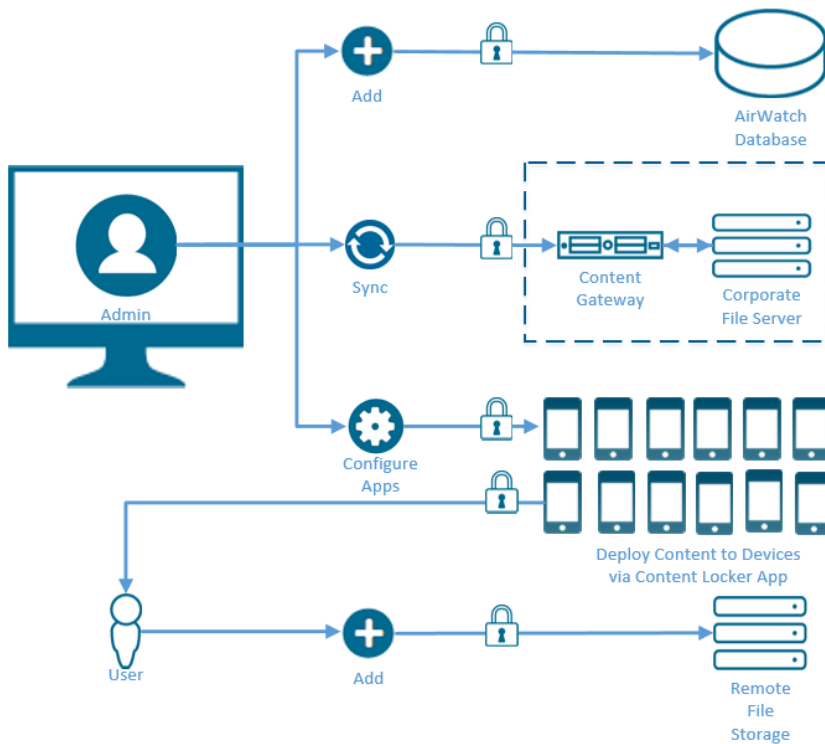 Add
AirWatch
Database
Admin
Sync
Content
Gateway
Corporate
File Server
Configure
Apps
Deploy Content to Devices
via Content Locker App
User
Add
Remote
File
Storage